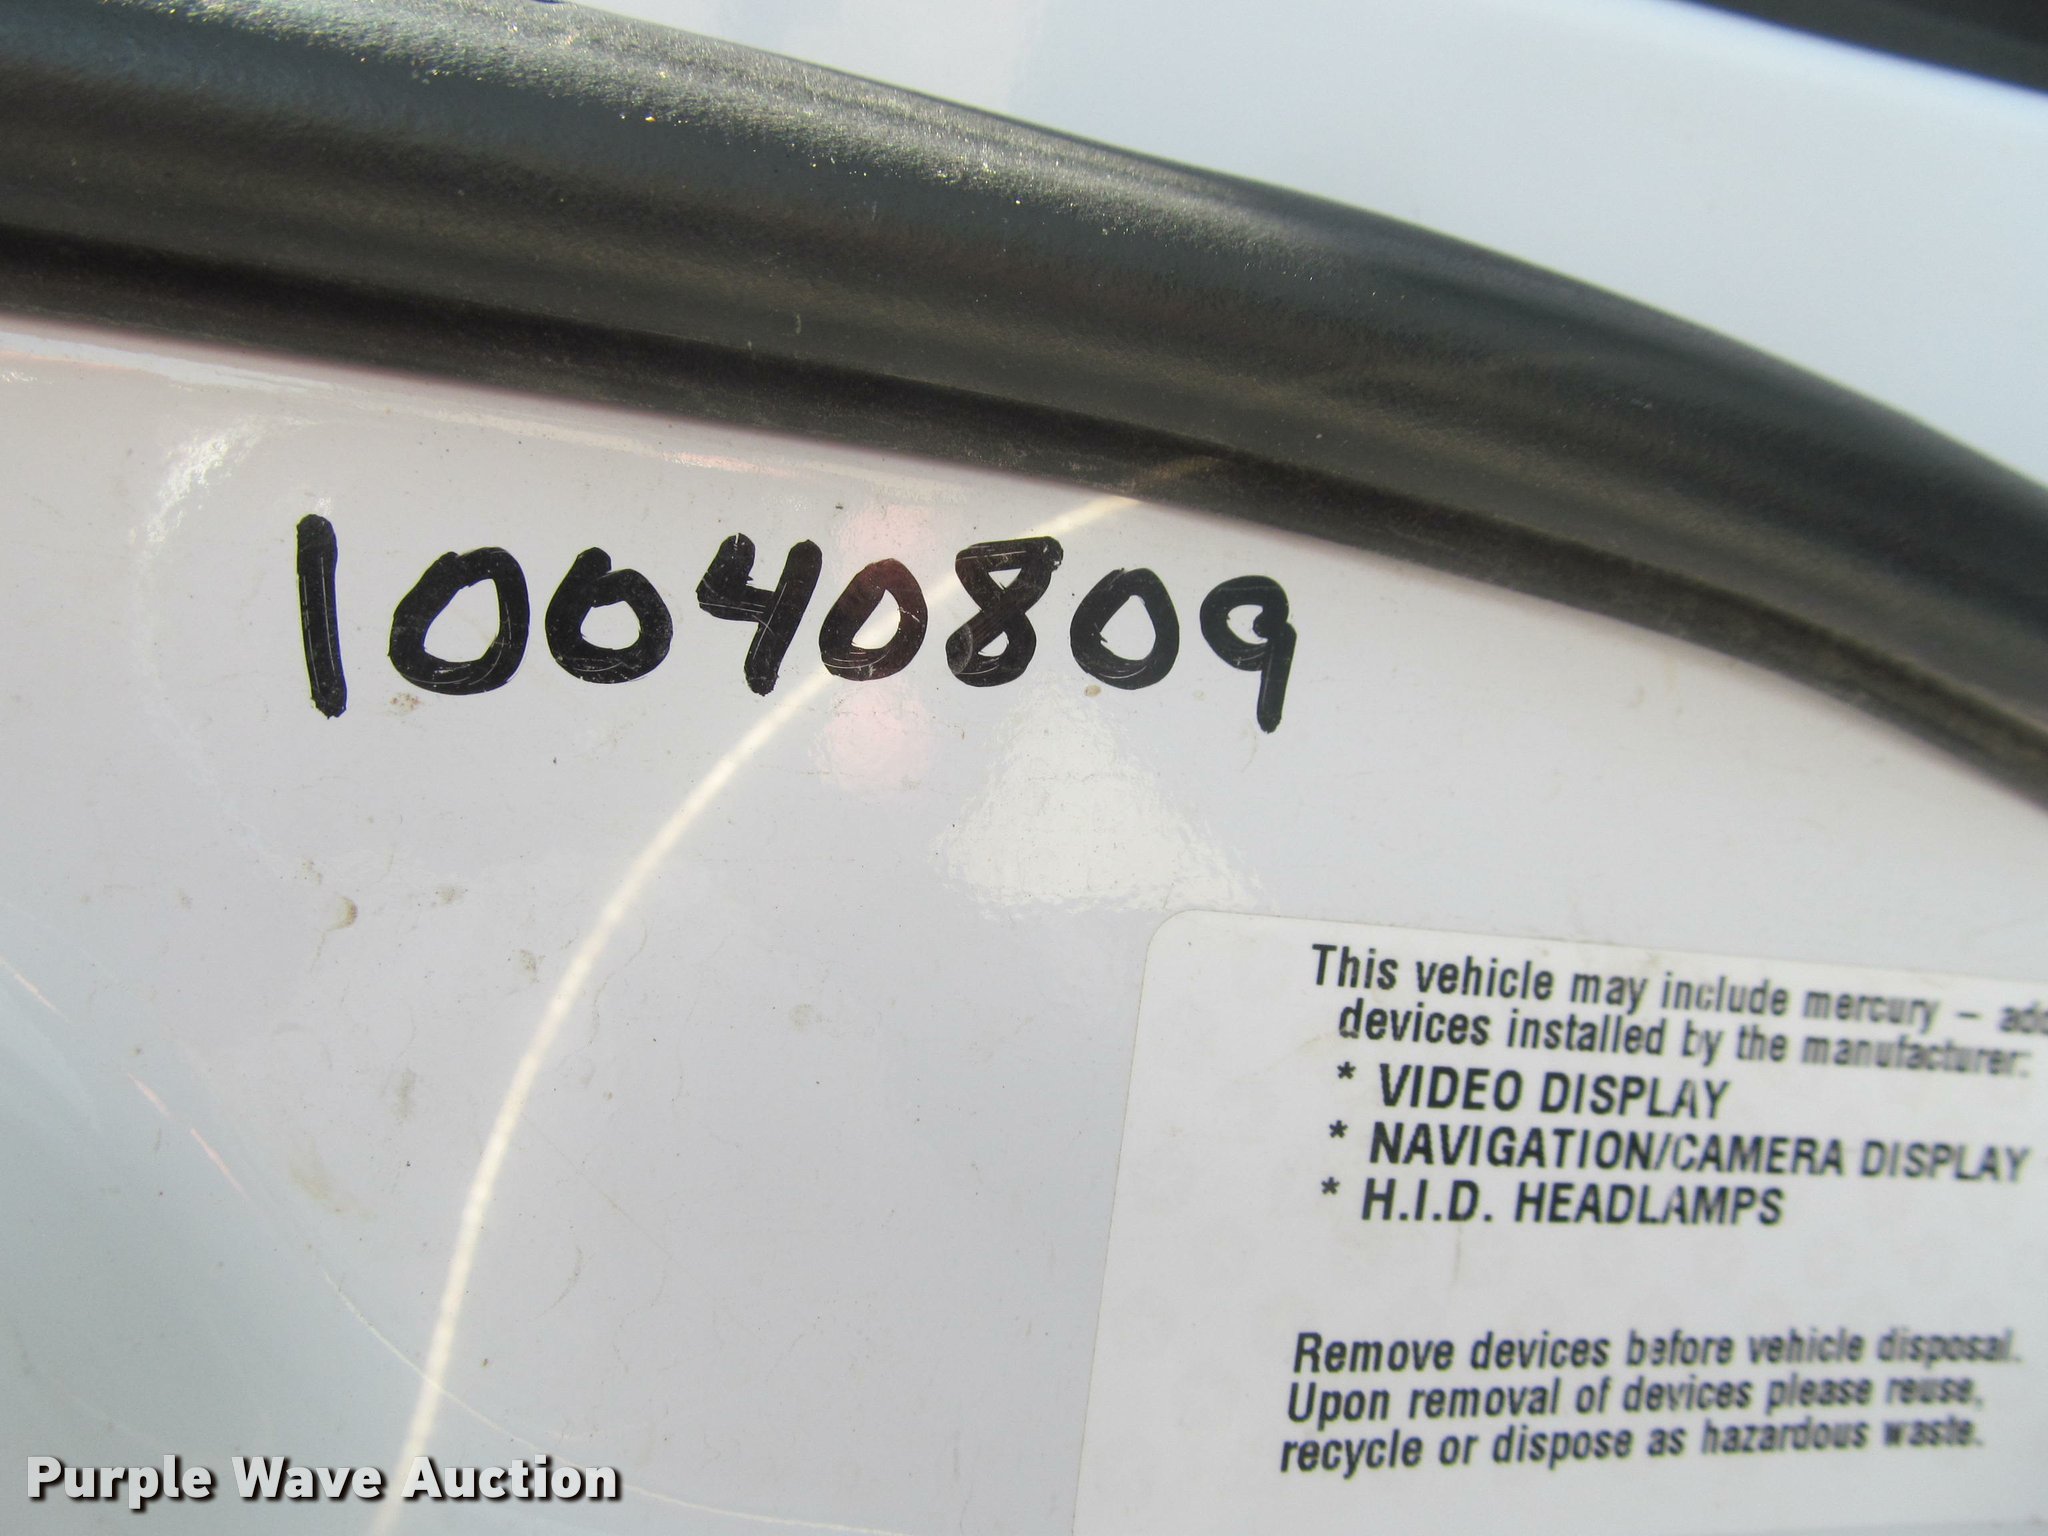 10040809
This vehicle may include mercury – add
devices installed by the manufacturer:
* VIDEO DISPLAY
* NAVIGATION/CAMERA DISPLAY
* H.I.D. HEADLAMPS
Remove devices before vehicle disposal.
Upon removal of devices please reuse,
recycle or dispose as hazardous waste.
Purple Wave Auction